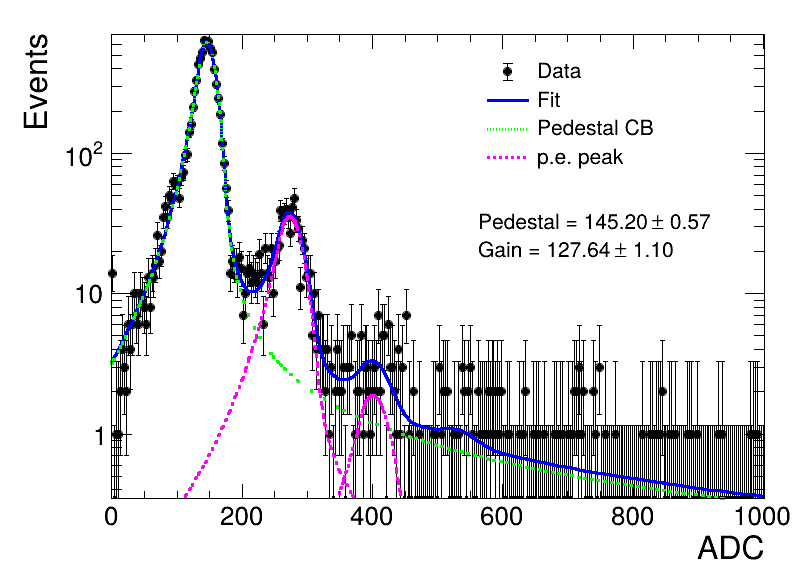 Events
Data
Fit
Pedestal CB
p.e. peak
Pedestal = 145.20 ± 0.57
Gain = 127.64 ± 1.10
10²
10
1
0 200 400 600 800 1000
ADC